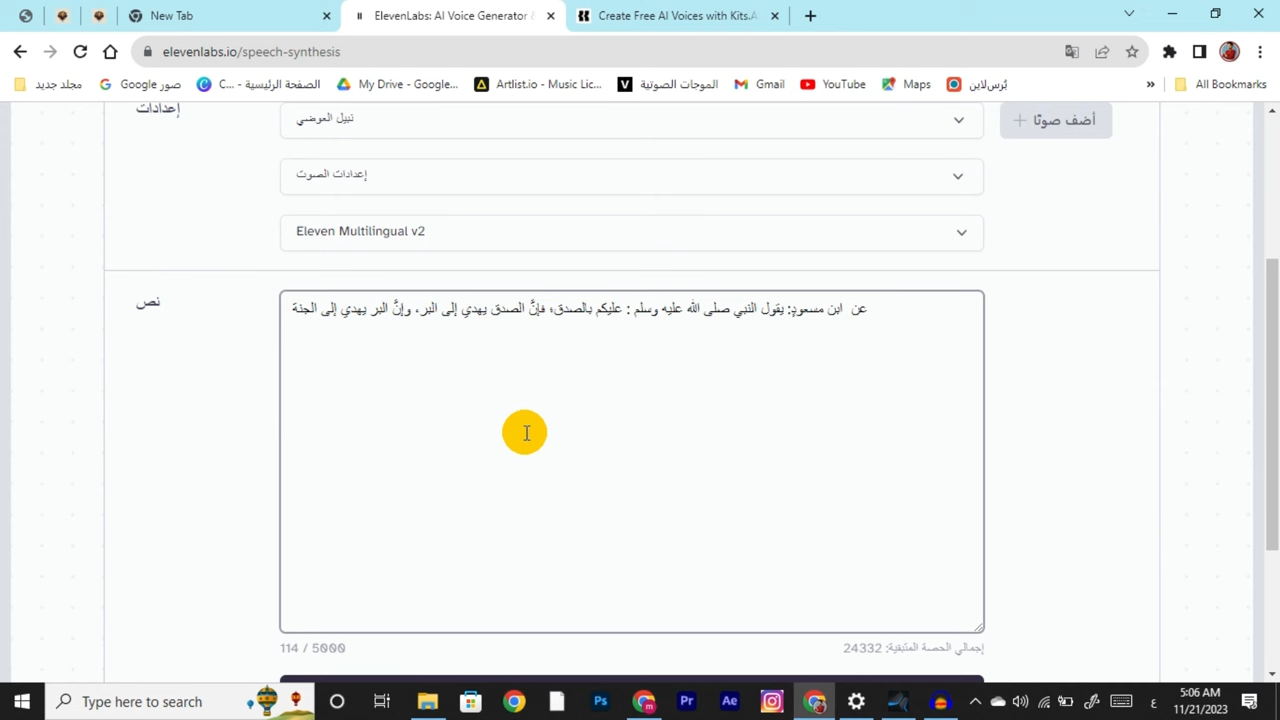 New Tab
ElevenLabs: AI Voice Generator &
Create Free AI Voices with Kits.A
elevenlabs.io/speech-synthesis
مجلد جديد
صور Google
الصفحة الرئيسية - ...C
My Drive - Google...
Artlist.io - Music Lic...
الموجات الصوتية
Gmail
YouTube
Maps
بُرسلاين
»
All Bookmarks
إعدادات
نبيل العوضي
أضف صوتًا +
إعدادات الصوت
Eleven Multilingual v2
نص
عن ابن مسعودٍ: يقول النبي صلى الله عليه وسلم : عليكم بالصدق؛ فإنَّ الصدق يهدي إلى البر، وإنَّ البر يهدي إلى الجنة
114 / 5000
إجمالي الحصة المتبقية: 24332
Type here to search
Ps
Pr
Ae
ع
5:06 AM
11/21/2023